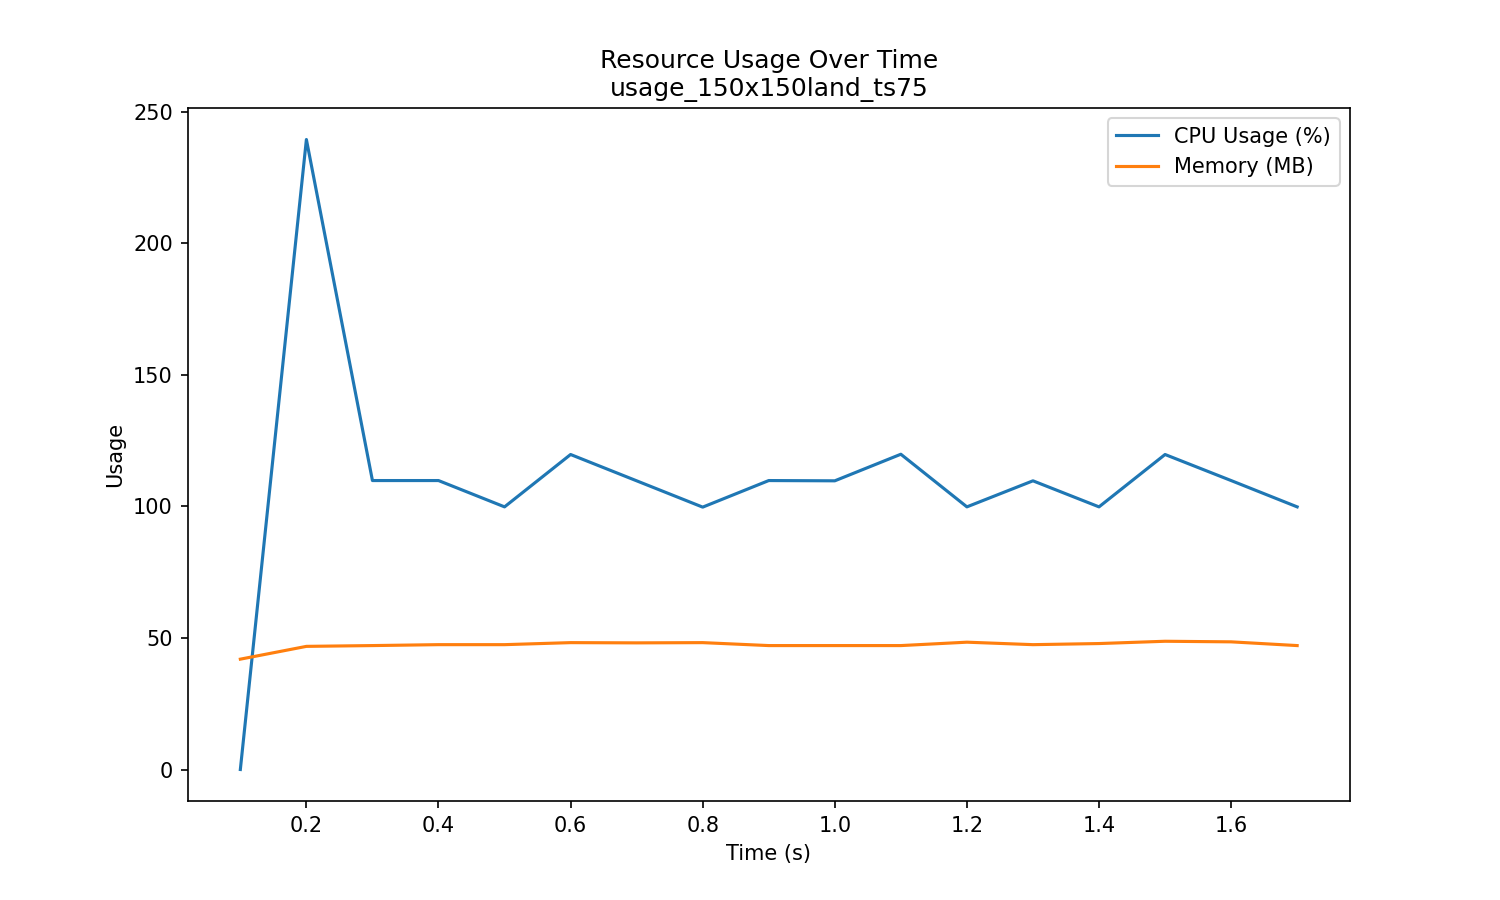 Resource Usage Over Time
usage_150x150land_ts75
CPU Usage (%)
Memory (MB)
250
200
150
100
50
0
Usage
0.2 0.4 0.6 0.8 1.0 1.2 1.4 1.6
Time (s)